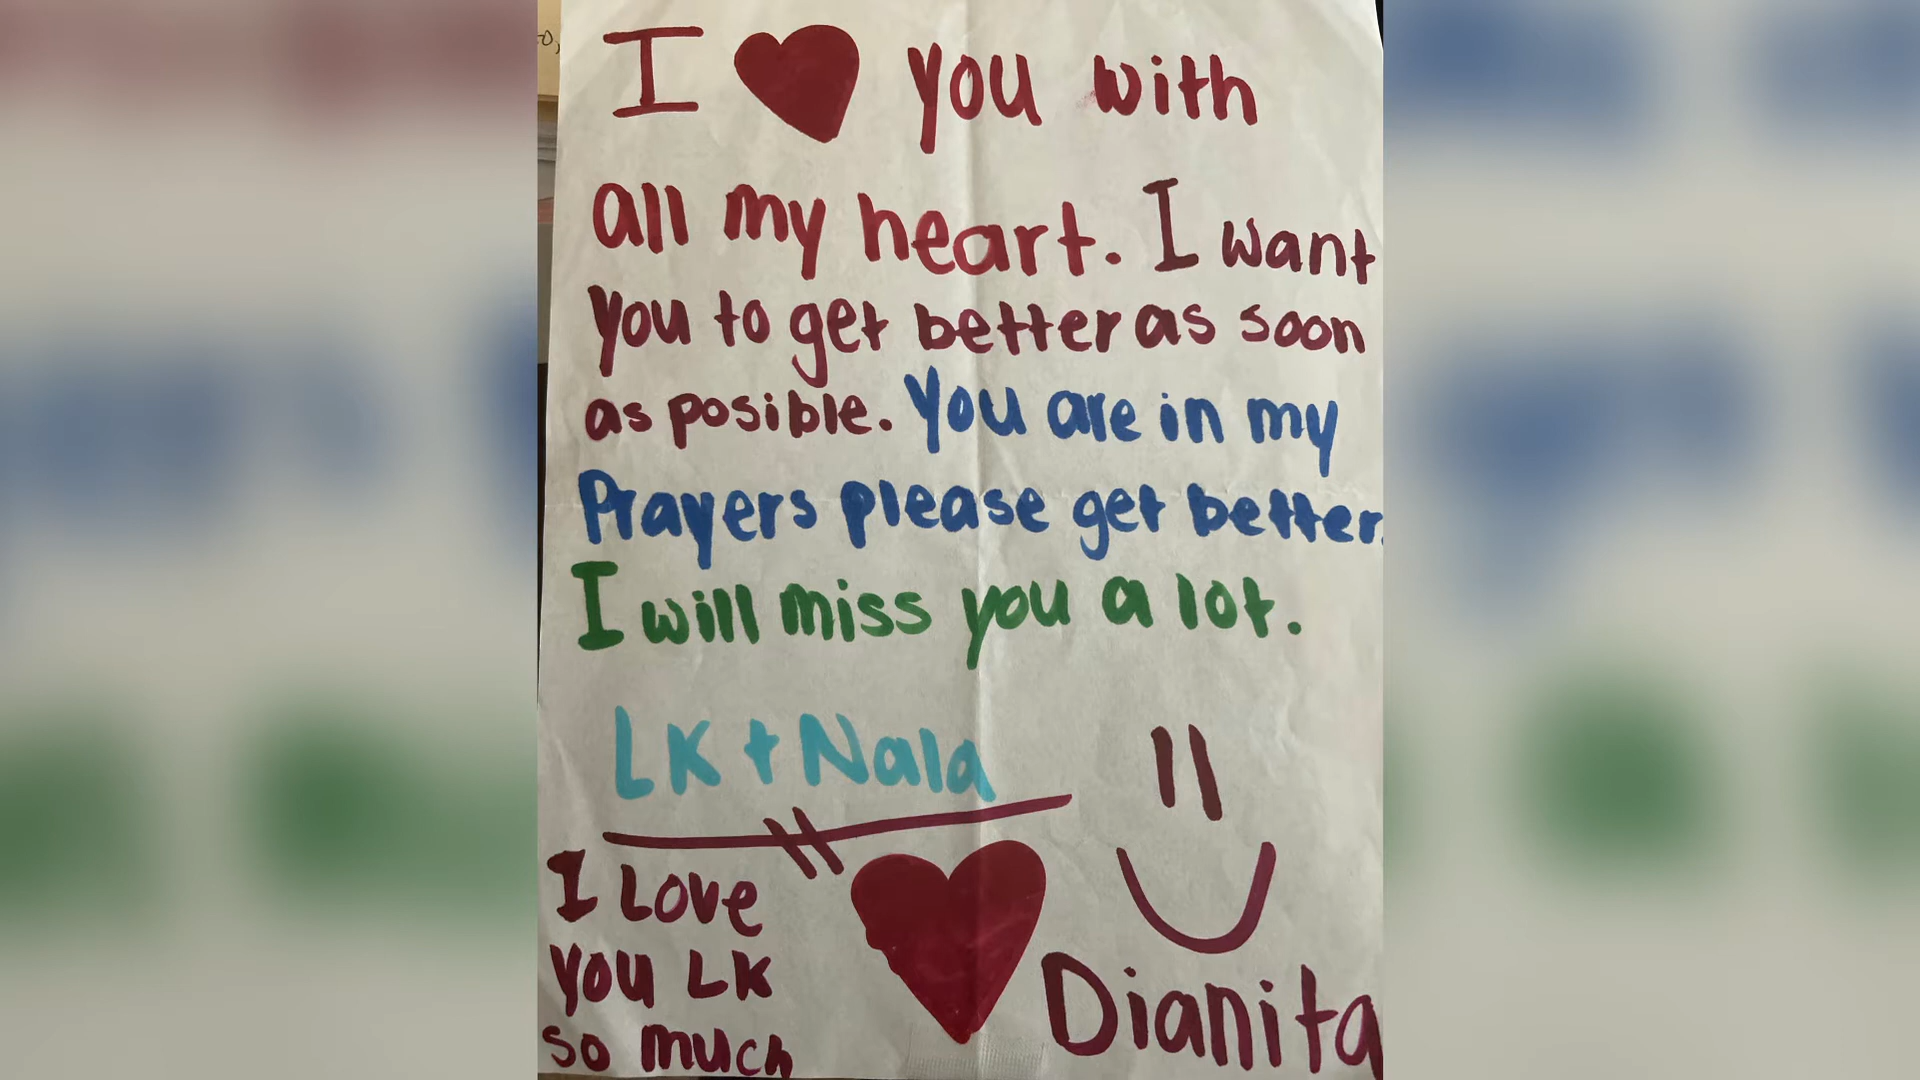 I ❤ you with
all my heart. I want
you to get better as soon
as posible. You are in my
Prayers please get better.
I will miss you a lot.
LK + Nala
I Love
you LK
so much
Dianita